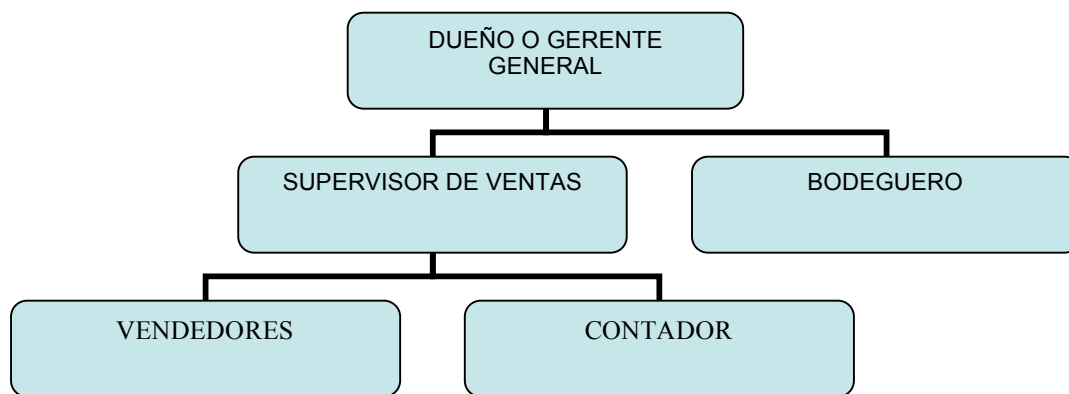 DUEÑO O GERENTE
GENERAL
SUPERVISOR DE VENTAS
BODEGUERO
VENDEDORES
CONTADOR